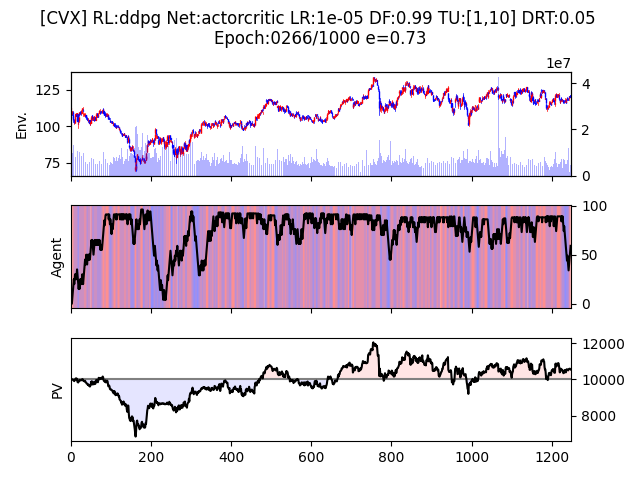 [CVX] RL:ddpg Net:actorcritic LR:1e-05 DF:0.99 TU:[1,10] DRT:0.05
Epoch:0266/1000 e=0.73
1e7
125
100
75
Env.
4
2
0
Agent
100
50
0
PV
12000
10000
8000
0 200 400 600 800 1000 1200